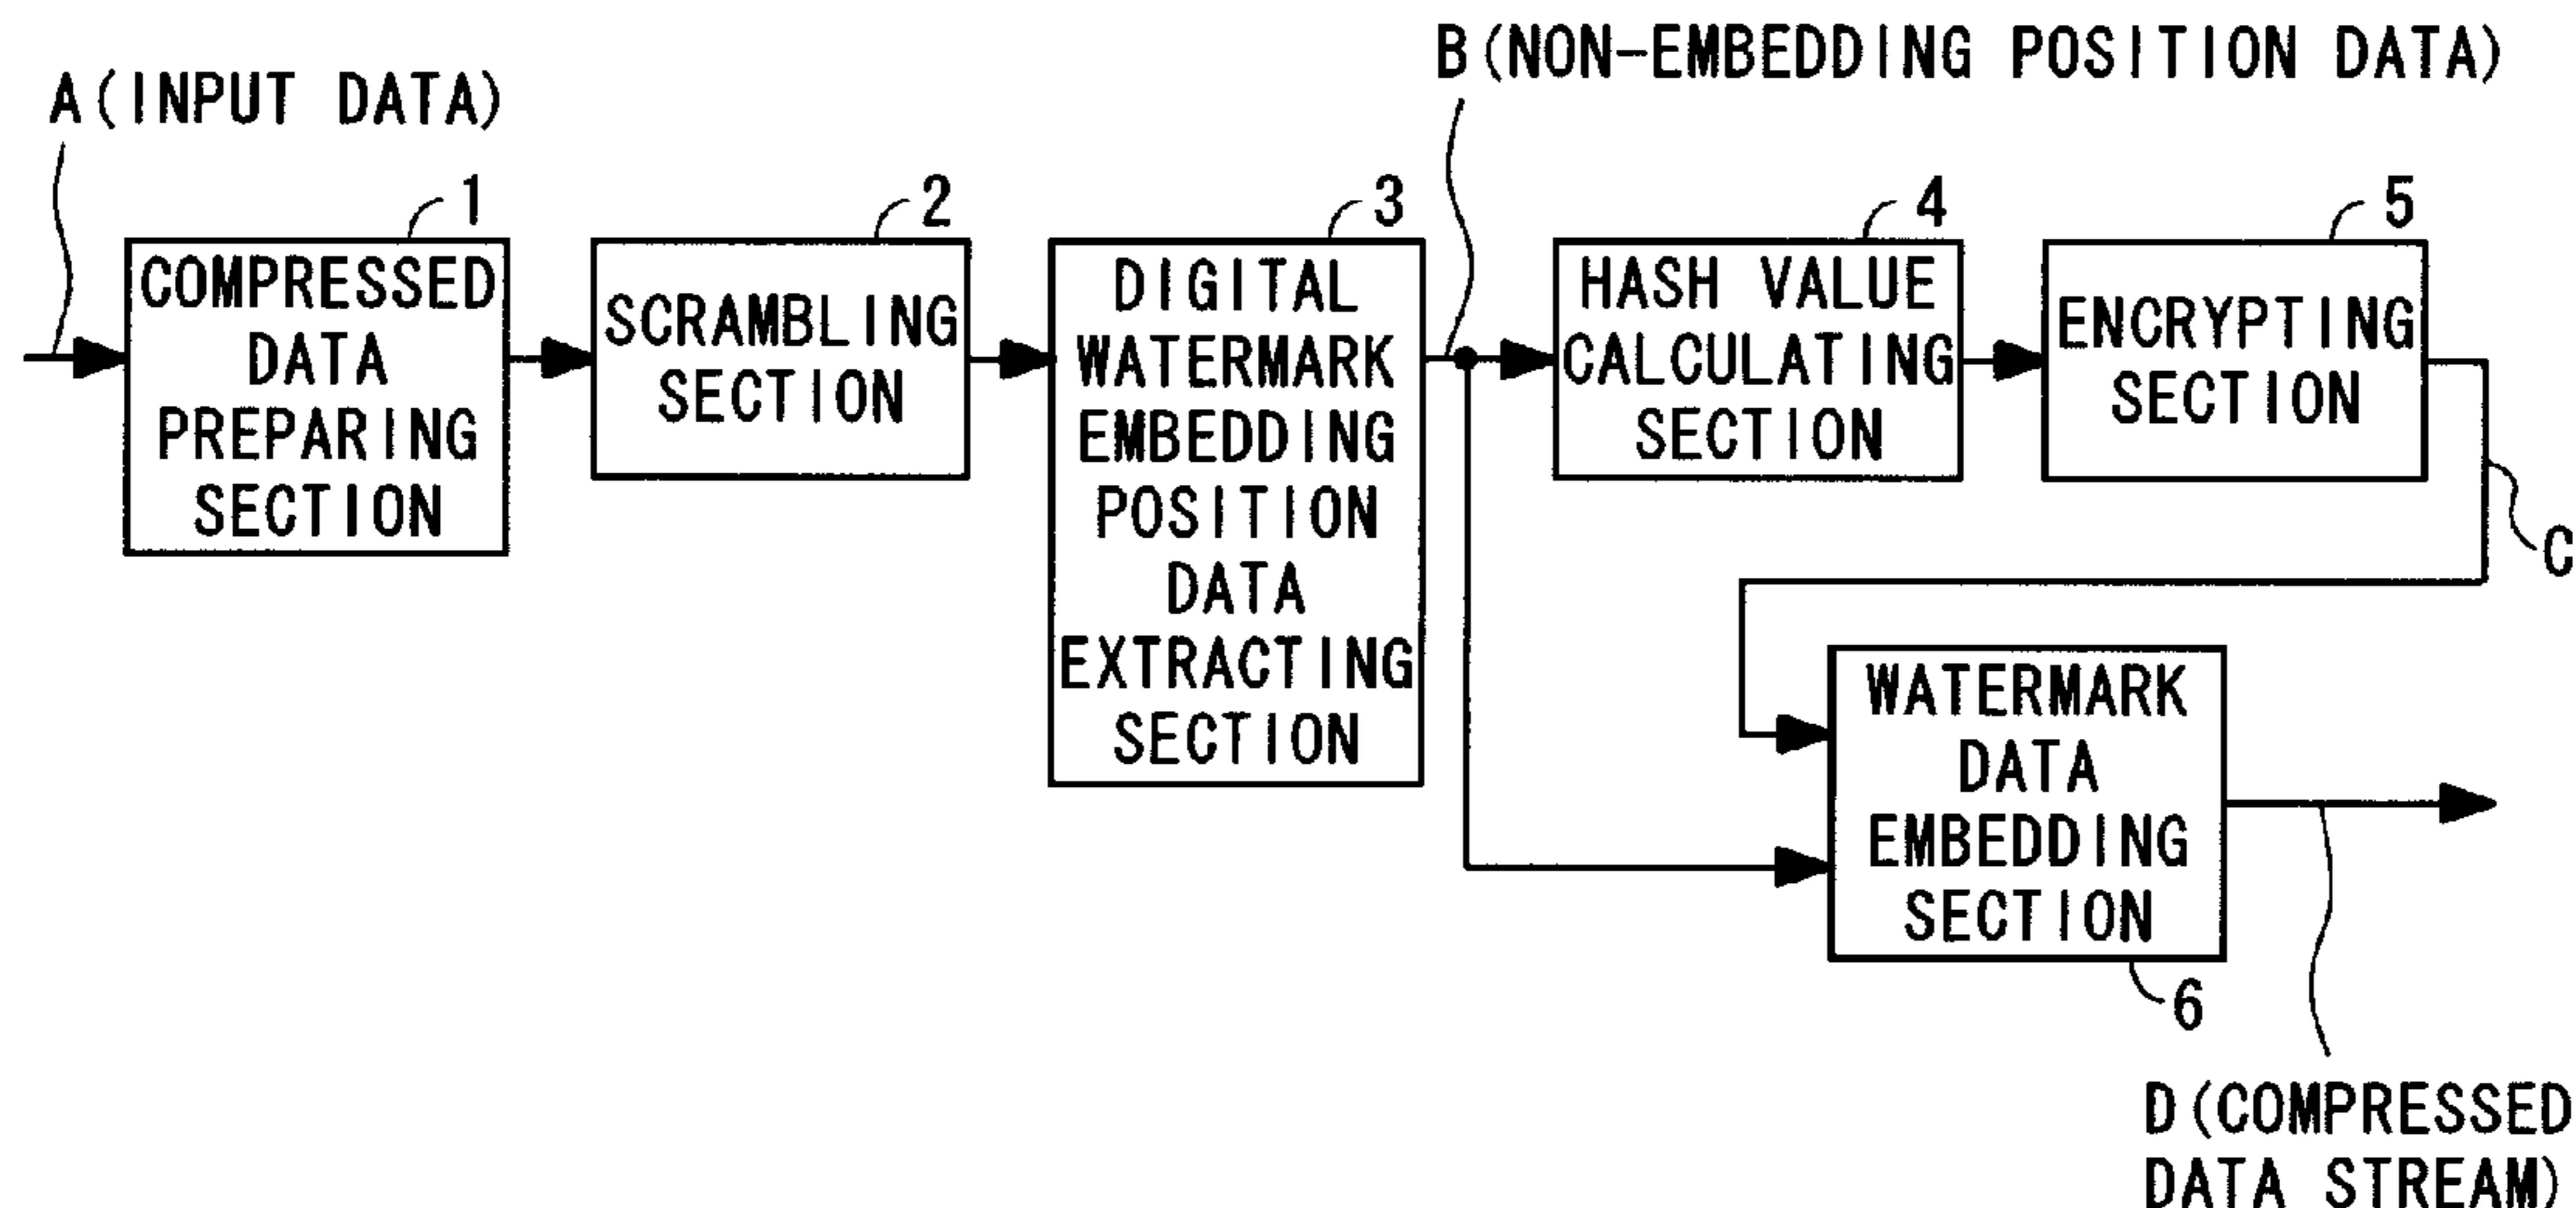 B(NON-EMBEDDING POSITION DATA)
A(INPUT DATA)
1
2
3
4
5
COMPRESSED
DATA
PREPARING
SECTION
SCRAMBLING
SECTION
DIGITAL
WATERMARK
EMBEDDING
POSITION
DATA
EXTRACTING
SECTION
HASH VALUE
CALCULATING
SECTION
ENCRYPTING
SECTION
C
WATERMARK
DATA
EMBEDDING
SECTION
6
D(COMPRESSED
DATA STREAM)